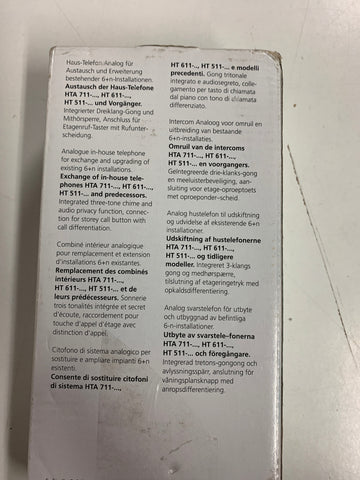 Haus-Telefon Analog für
Austausch und Erweiterung
bestehender 6+n-Installationen.
Austausch der Haus-Telefone
HTA 711-..., HT 611-...,
HT 511-... und Vorgänger.
Integrierter Dreiklang-Gong und
Mithörsperre, Anschluss für
Etagenruf-Taster mit Rufunter-
scheidung.
Analogue in-house telephone
for exchange and upgrading of
existing 6+n installations.
Exchange of in-house tele-
phones HTA 711-..., HT 611-...,
HT 511-... and predecessors.
Integrated three-tone chime and
audio privacy function, connec-
tion for storey call button with
call differentiation.
Combiné intérieur analogique
pour remplacement et extension
d'installations 6+n existantes.
Remplacement des combinés
intérieurs HTA 711-...,
HT 611-..., HT 511-... et de
leurs prédécesseurs. Sonnerie
trois tonalités intégrée et secret
d'écoute, raccordement pour
touche d'appel d'étage avec
distinction d'appel.
Citofono di sistema analogico per
sostituire e ampliare impianti 6+n
esistenti.
Consente di sostituire citofoni
di sistema HTA 711-...,
HT 611-..., HT 511-... e modelli
precedenti. Gong tritonale
integrato e audiosegreto, colle-
gamento per tasto di chiamata
dal piano con tono di chiamata
differenziato.
Intercom Analoog voor omruil en
uitbreiding van bestaande
6+n-installaties.
Omruil van de intercoms
HTA 711-..., HT 611-...,
HT 511-... en voorgangers.
Geïntegreerde drie-klanks-gong
en meeluisterbeveiliging, aan-
sluiting voor etage-oproeptoets
met oproeponder-scheid.
Analog hustelefon til udskiftning
og udvidelse af eksisterende 6+n
installationer.
Udskiftning af hustelefonerne
HTA 711-..., HT 611-...,
HT 511-... og tidligere
modeller. Integreret 3-klangs
gong og medhørspærre,
tilslutning af etageringetryk med
opkaldsdifferentiering.
Analog svarstelefon för utbyte
och utbyggnad av befintliga
6-n-installationer.
Utbyte av svarstele-fonerna
HTA 711-..., HT 611-...,
HT 511-... och föregångare.
Integrerad tretons-gongong och
avlyssningsspärr, anslutning för
våningsplansknapp med
anropsdifferentiering.